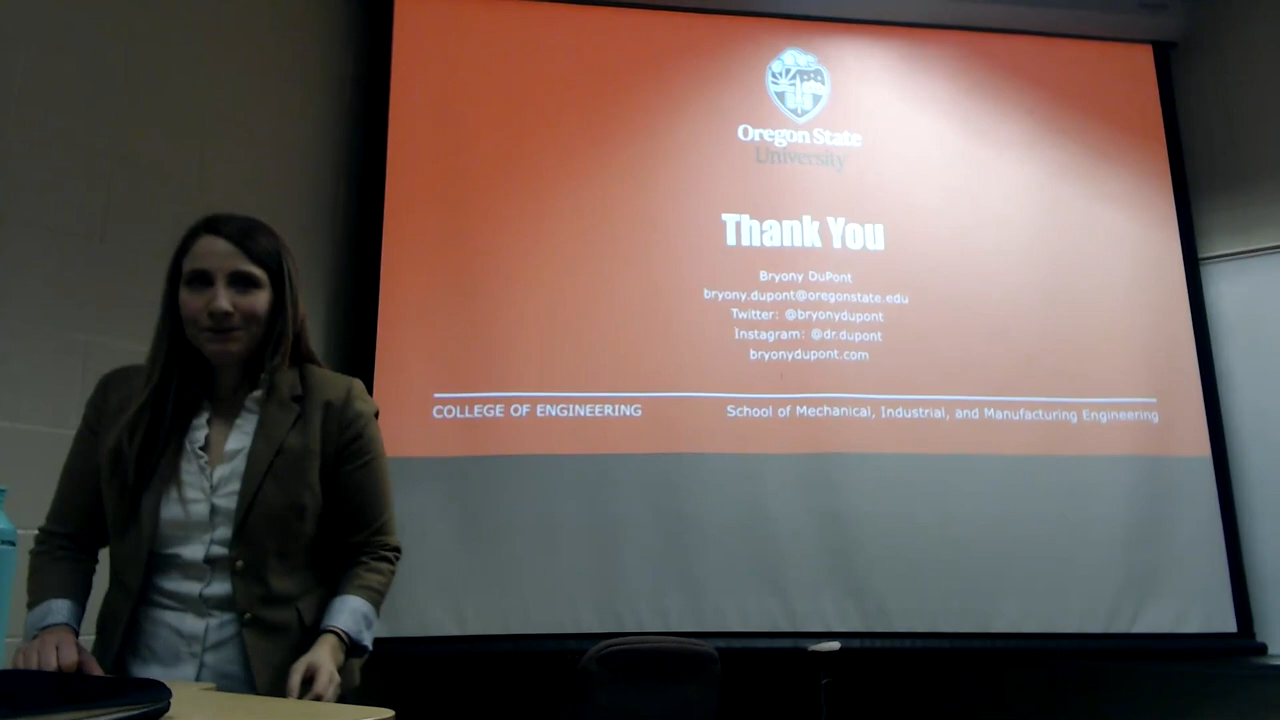 Oregon State
University
Thank You
Bryony DuPont
bryony.dupont@oregonstate.edu
Twitter: @bryonydupont
Instagram: @dr.dupont
bryonydupont.com
COLLEGE OF ENGINEERING
School of Mechanical, Industrial, and Manufacturing Engineering